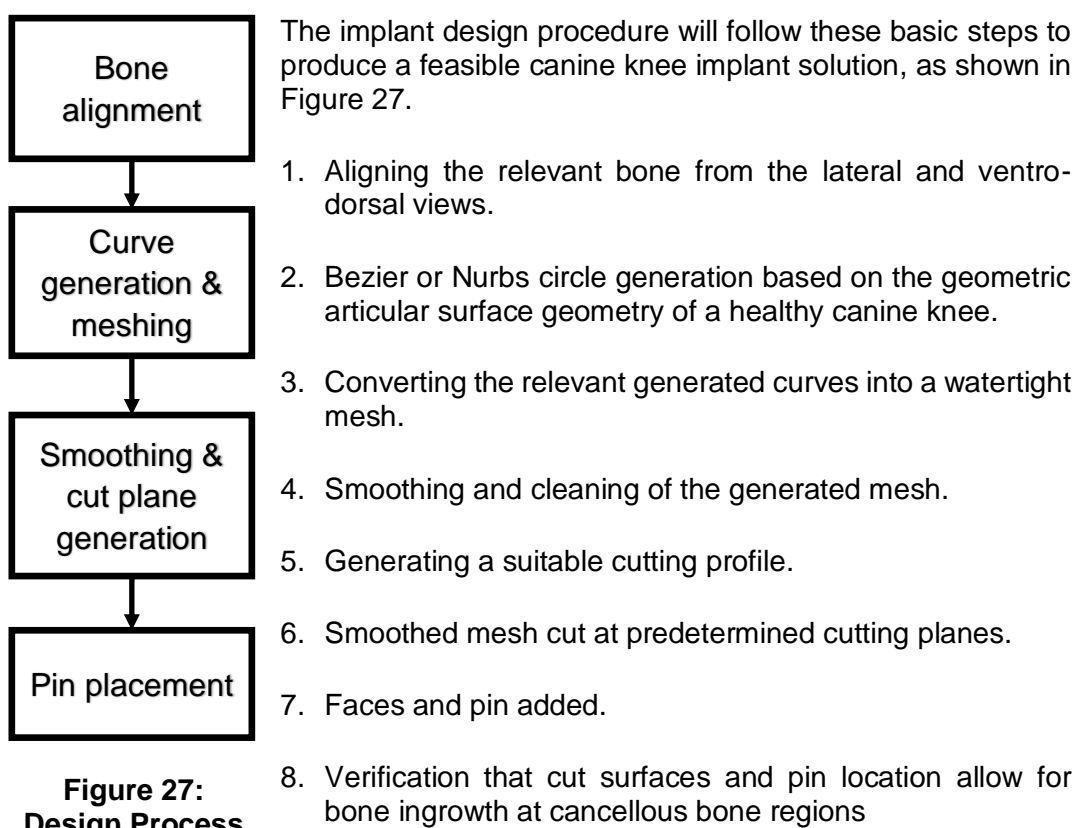 Bone
alignment
Curve
generation &
meshing
Smoothing &
cut plane
generation
Pin placement
Figure 27:
Design Process
The implant design procedure will follow these basic steps to
produce a feasible canine knee implant solution, as shown in
Figure 27.
1. Aligning the relevant bone from the lateral and ventro-
dorsal views.
2. Bezier or Nurbs circle generation based on the geometric
articular surface geometry of a healthy canine knee.
3. Converting the relevant generated curves into a watertight
mesh.
4. Smoothing and cleaning of the generated mesh.
5. Generating a suitable cutting profile.
6. Smoothed mesh cut at predetermined cutting planes.
7. Faces and pin added.
8. Verification that cut surfaces and pin location allow for
bone ingrowth at cancellous bone regions